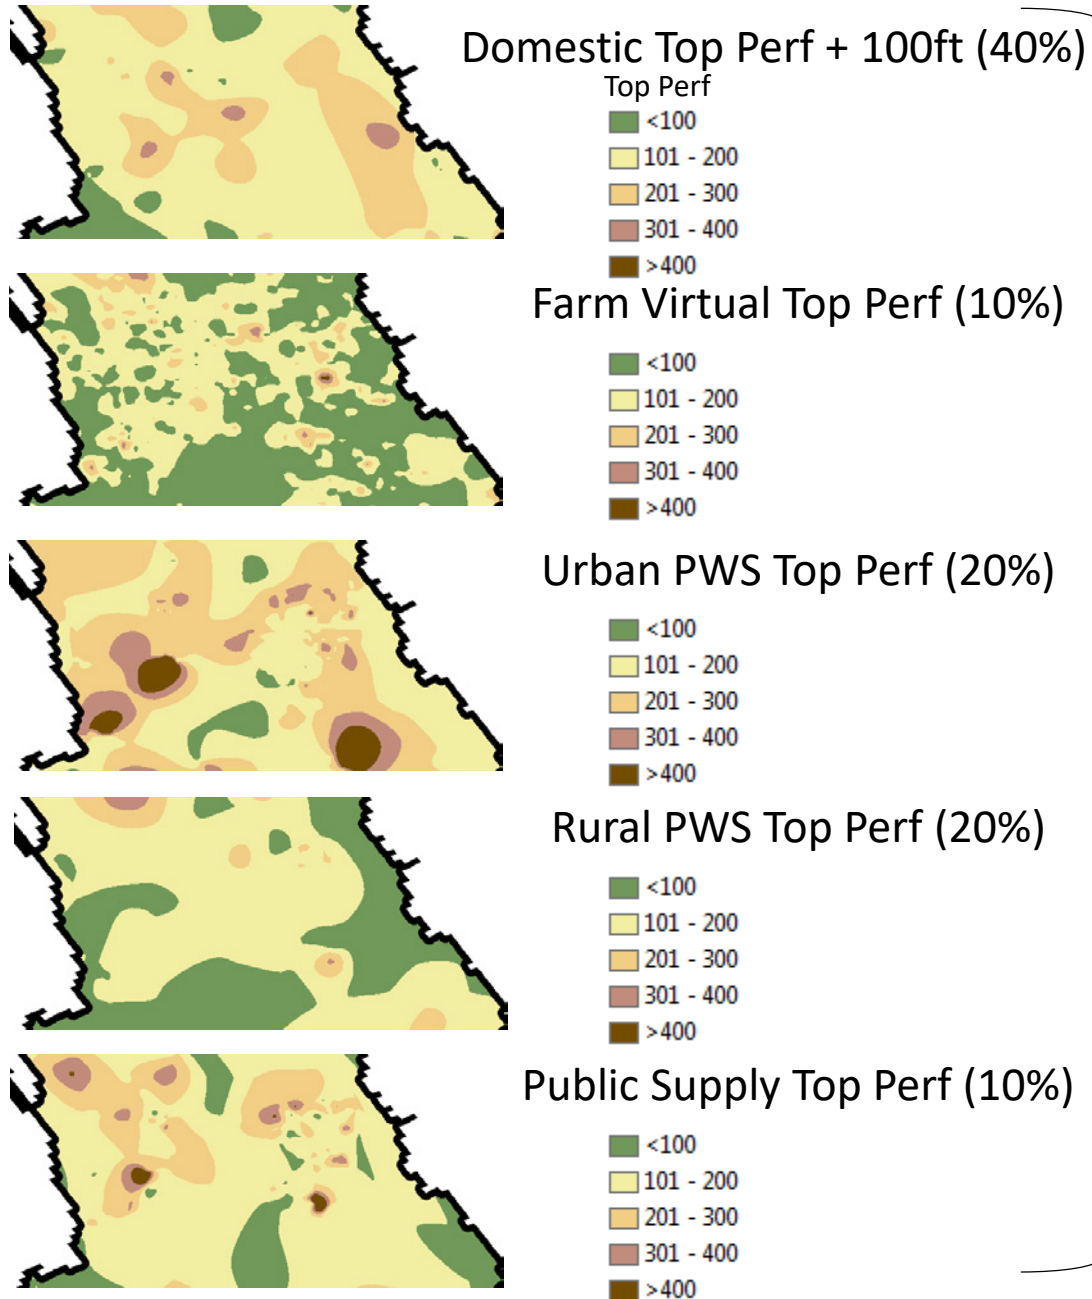 Domestic Top Perf + 100ft (40%)
Top Perf
<100
101 - 200
201 - 300
301 - 400
>400
Farm Virtual Top Perf (10%)
<100
101 - 200
201 - 300
301 - 400
>400
Urban PWS Top Perf (20%)
<100
101 - 200
201 - 300
301 - 400
>400
Rural PWS Top Perf (20%)
<100
101 - 200
201 - 300
301 - 400
>400
Public Supply Top Perf (10%)
<100
101 - 200
201 - 300
301 - 400
>400